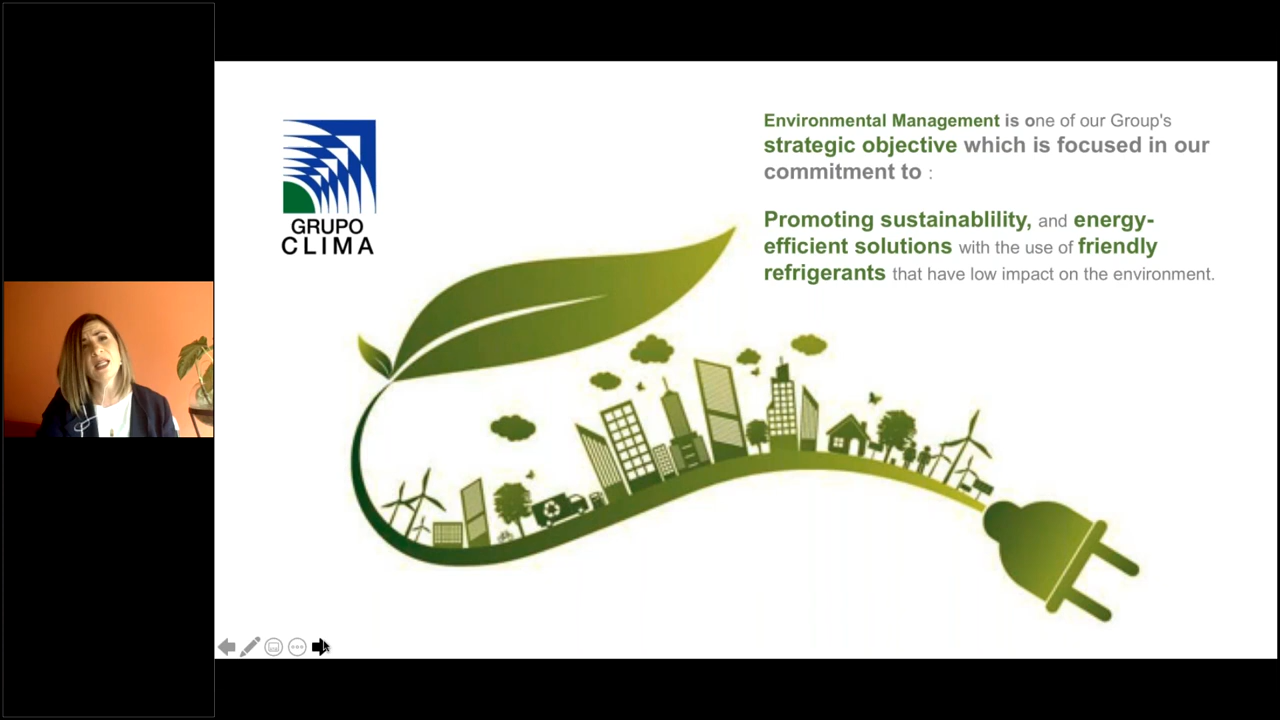 GRUPO
CLIMA
Environmental Management is one of our Group's
strategic objective which is focused in our
commitment to :
Promoting sustainablility, and energy-
efficient solutions with the use of friendly
refrigerants that have low impact on the environment.